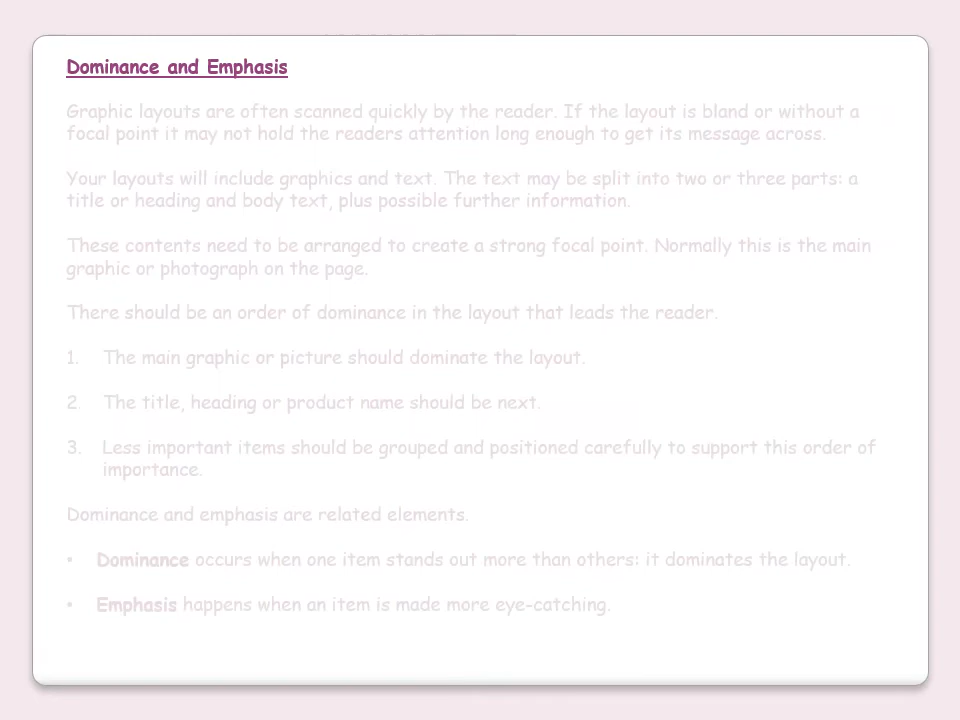 Dominance and Emphasis
Graphic layouts are often scanned quickly by the reader. If the layout is bland or without a
focal point it may not hold the readers attention long enough to get its message across.
Your layouts will include graphics and text. The text may be split into two or three parts: a
title or heading and body text, plus possible further information.
These contents need to be arranged to create a strong focal point. Normally this is the main
graphic or photograph on the page.
There should be an order of dominance in the layout that leads the reader.
1. The main graphic or picture should dominate the layout.
2. The title, heading or product name should be next.
3. Less important items should be grouped and positioned carefully to support this order of
importance.
Dominance and emphasis are related elements.
• Dominance occurs when one item stands out more than others: it dominates the layout.
• Emphasis happens when an item is made more eye-catching.